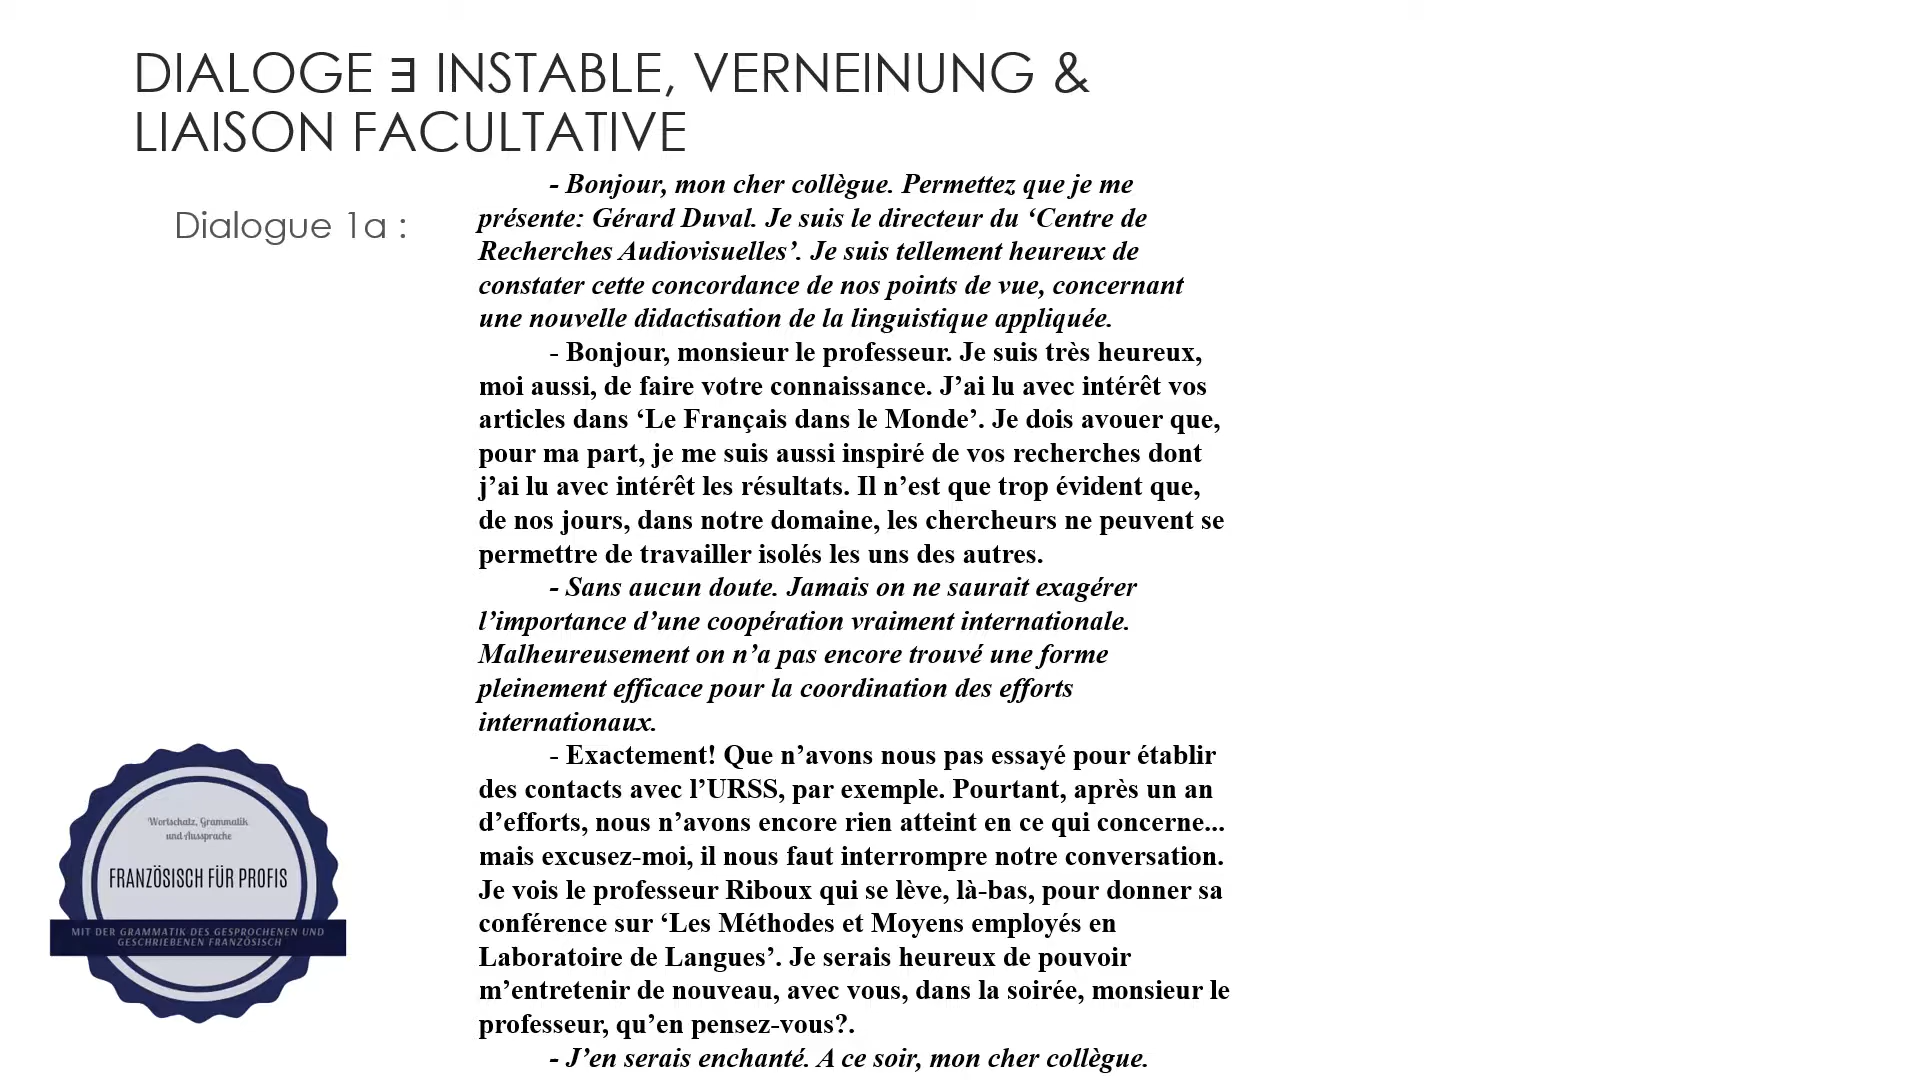 DIALOGE Ǝ INSTABLE, VERNEINUNG &
LIAISON FACULTATIVE
Dialogue 1a :
- Bonjour, mon cher collègue. Permettez que je me
présente: Gérard Duval. Je suis le directeur du ‘Centre de
Recherches Audiovisuelles’. Je suis tellement heureux de
constater cette concordance de nos points de vue, concernant
une nouvelle didactisation de la linguistique appliquée.
- Bonjour, monsieur le professeur. Je suis très heureux,
moi aussi, de faire votre connaissance. J’ai lu avec intérêt vos
articles dans ‘Le Français dans le Monde’. Je dois avouer que,
pour ma part, je me suis aussi inspiré de vos recherches dont
j’ai lu avec intérêt les résultats. Il n’est que trop évident que,
de nos jours, dans notre domaine, les chercheurs ne peuvent se
permettre de travailler isolés les uns des autres.
- Sans aucun doute. Jamais on ne saurait exagérer
l’importance d’une coopération vraiment internationale.
Malheureusement on n’a pas encore trouvé une forme
pleinement efficace pour la coordination des efforts
internationaux.
- Exactement! Que n’avons nous pas essayé pour établir
des contacts avec l’URSS, par exemple. Pourtant, après un an
d’efforts, nous n’avons encore rien atteint en ce qui concerne...
mais excusez-moi, il nous faut interrompre notre conversation.
Je vois le professeur Riboux qui se lève, là-bas, pour donner sa
conférence sur ‘Les Méthodes et Moyens employés en
Laboratoire de Langues’. Je serais heureux de pouvoir
m’entretenir de nouveau, avec vous, dans la soirée, monsieur le
professeur, qu’en pensez-vous?.
- J’en serais enchanté. A ce soir, mon cher collègue.
Wortschatz, Grammatik
und Aussprache
FRANZÖSISCH FÜR PROFIS
MIT DER GRAMMATIK DES GESPROCHENEN UND
GESCHRIEBENEN FRANZÖSISCH